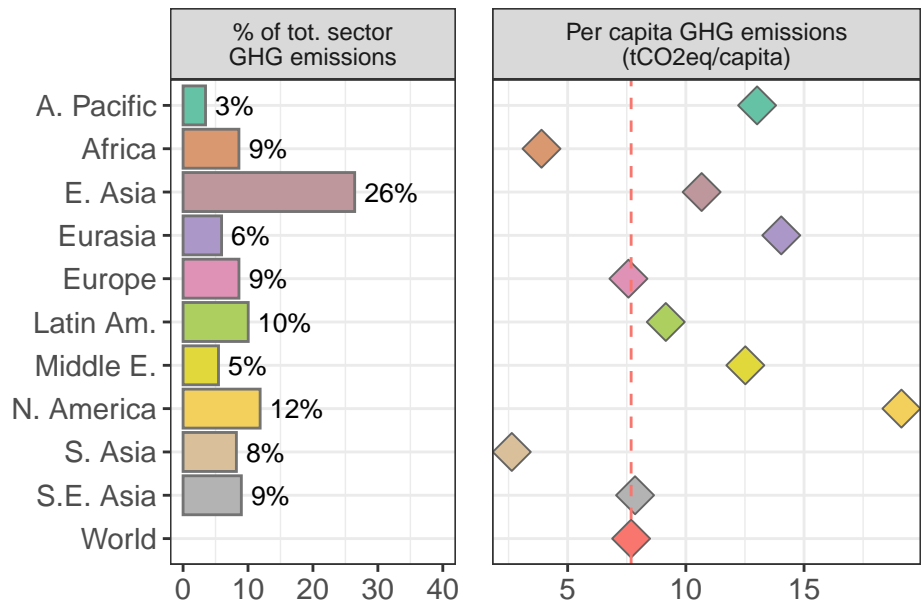 % of tot. sector
GHG emissions
Per capita GHG emissions
(tCO2eq/capita)
A. Pacific
3%
Africa
9%
E. Asia
26%
Eurasia
6%
Europe
9%
Latin Am.
10%
Middle E.
5%
N. America
12%
S. Asia
8%
S.E. Asia
9%
World
0 10 20 30 40
5 10 15